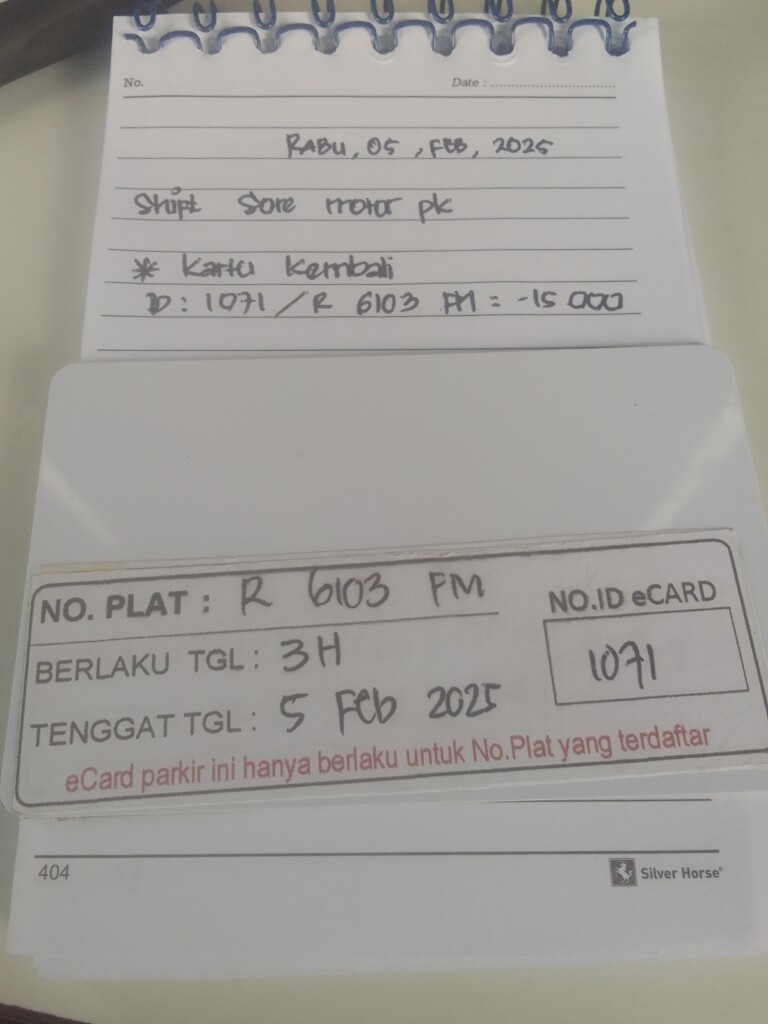 No.
Date : ..............................
RABU, 05 , FEB, 2025
Shift Sore motor pk
* Kartu Kembali
ID : 1071 / R 6103 FM = -15 000
NO. PLAT : R 6103 FM
NO.ID eCARD
BERLAKU TGL : 3H
1071
TENGGAT TGL : 5 Feb 2025
eCard parkir ini hanya berlaku untuk No.Plat yang terdaftar
404
Silver Horse